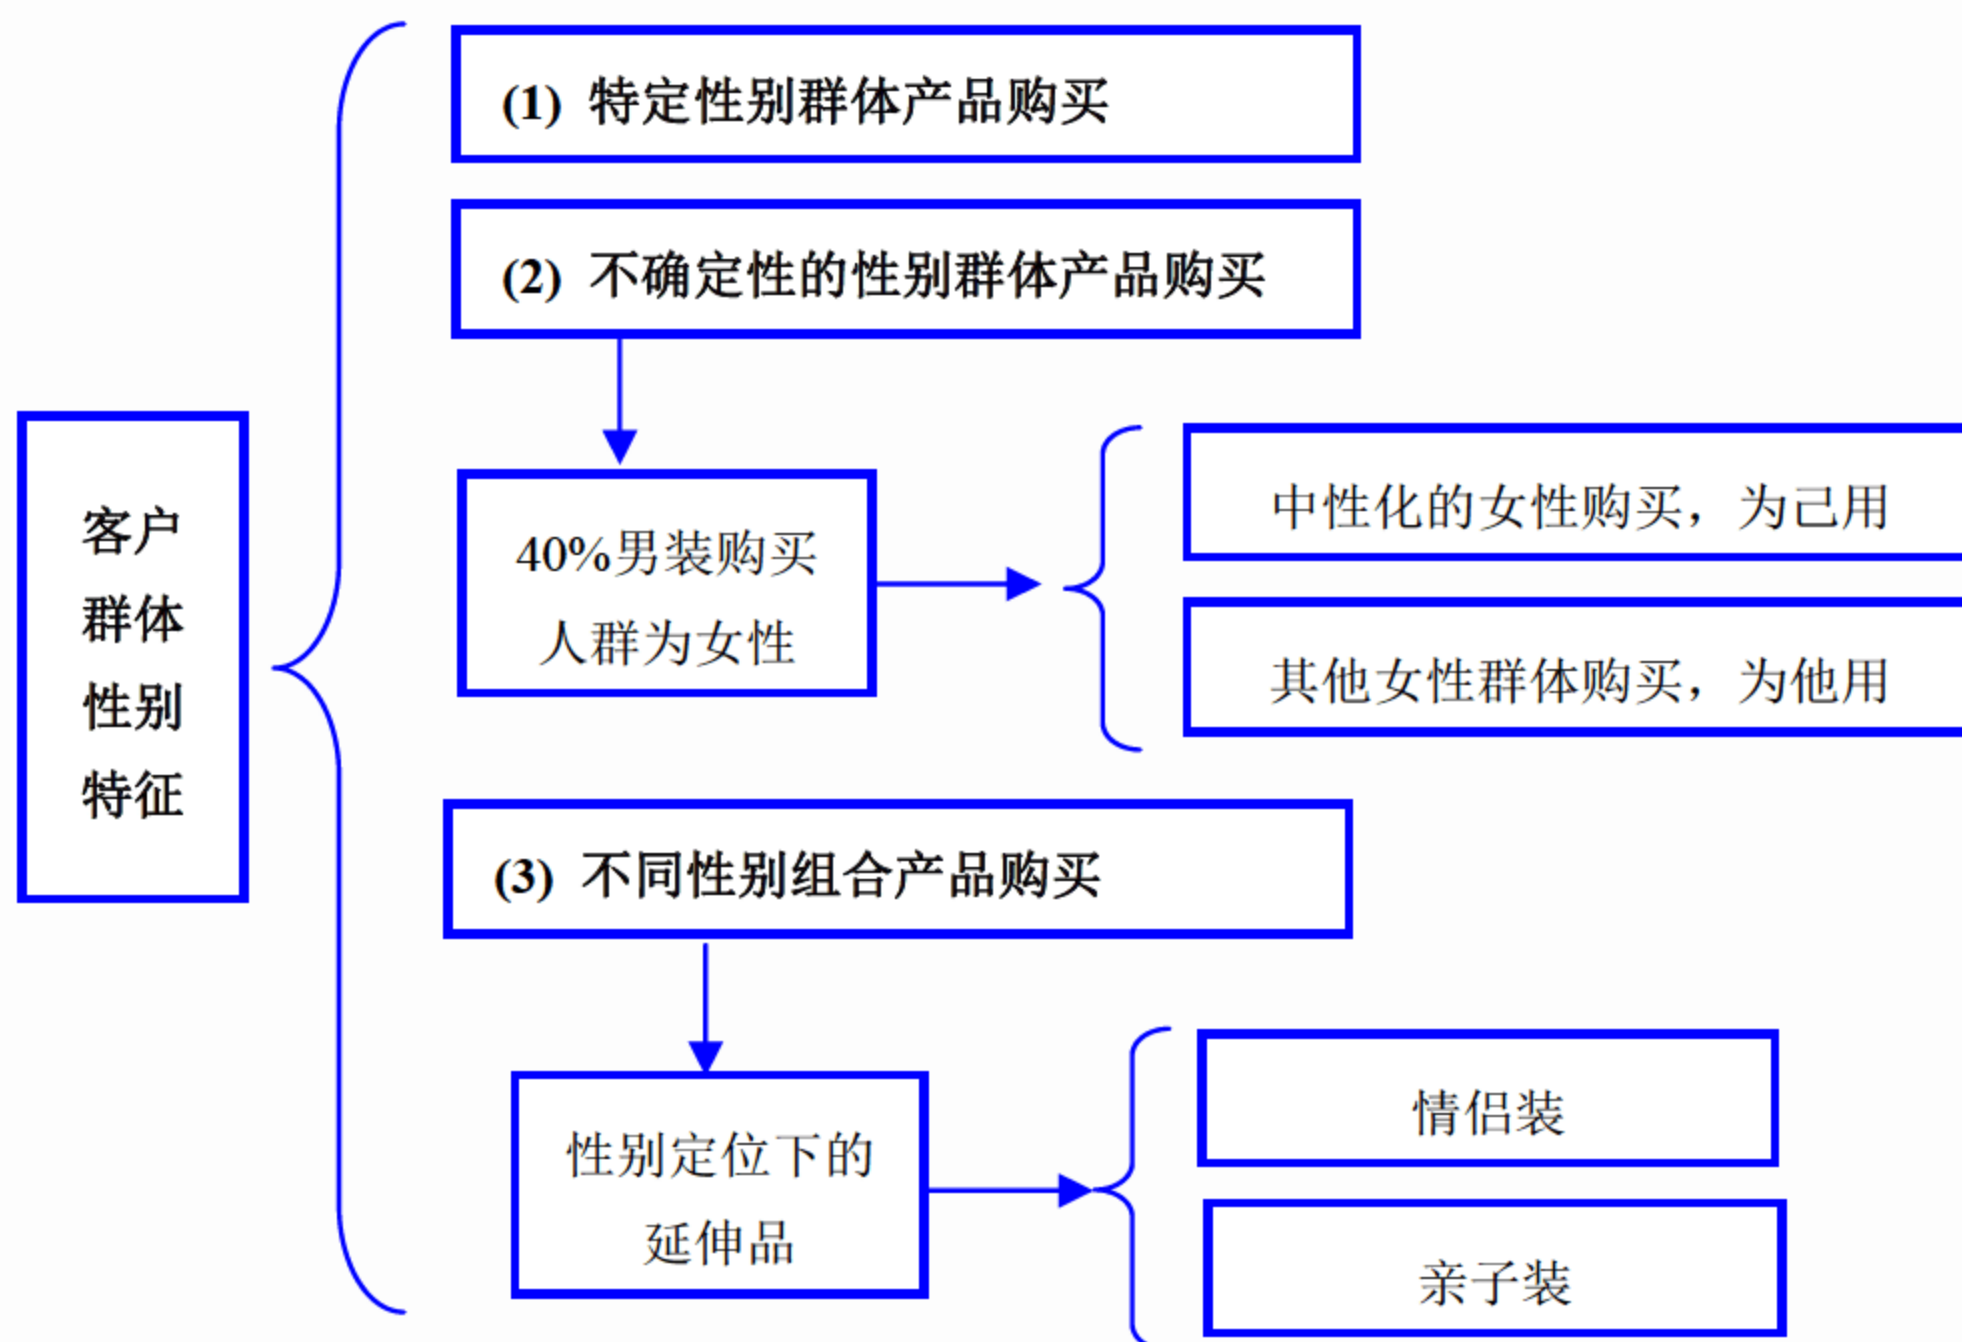 客户
群体
性别
特征
(1) 特定性别群体产品购买
(2) 不确定性的性别群体产品购买
40%男装购买
人群为女性
中性化的女性购买，为己用
其他女性群体购买，为他用
(3) 不同性别组合产品购买
性别定位下的
延伸品
情侣装
亲子装